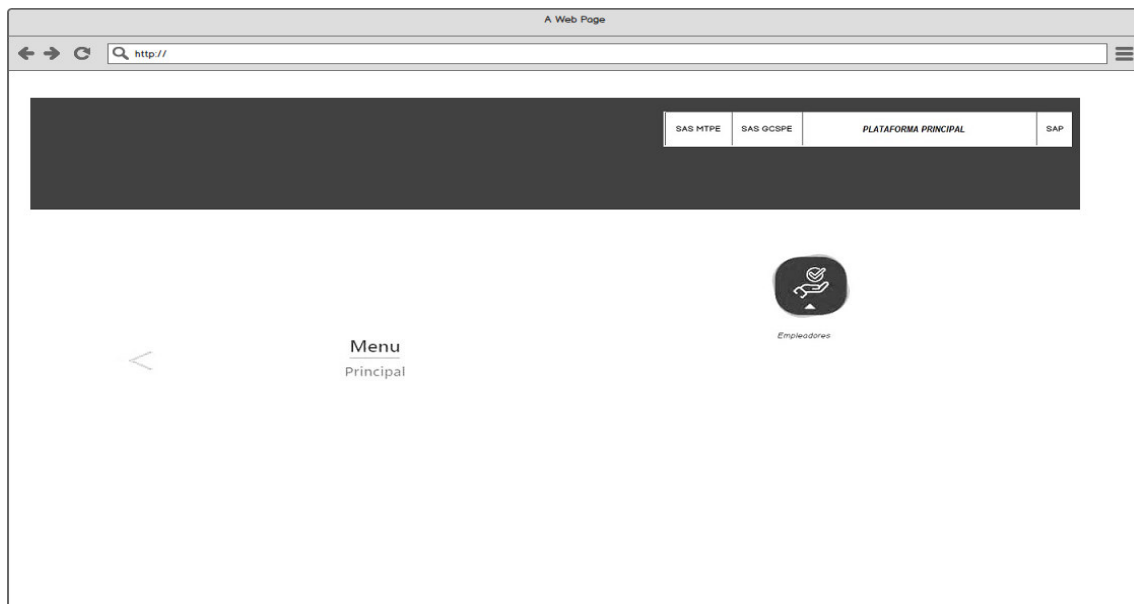 A Web Page
http://
SAS MTPE SAS GCSPE PLATAFORMA PRINCIPAL SAP
Empleadores
Menu
Principal